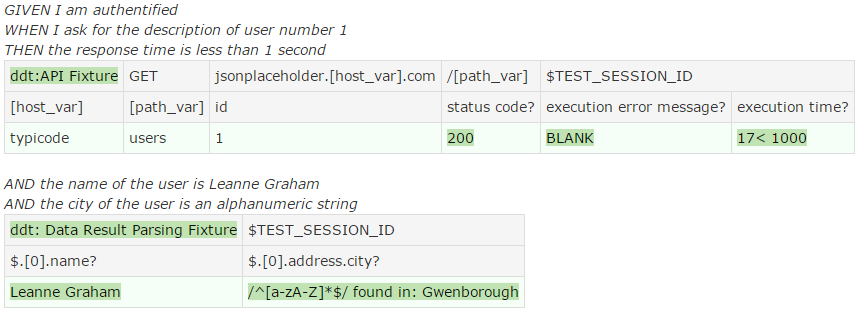 GIVEN I am authentified
WHEN I ask for the description of user number 1
THEN the response time is less than 1 second
ddt:API Fixture GET jsonplaceholder.[host_var].com /[path_var] $TEST_SESSION_ID
[host_var] [path_var] id status code? execution error message? execution time?
typicode users 1 200 BLANK 17< 1000
AND the name of the user is Leanne Graham
AND the city of the user is an alphanumeric string
ddt: Data Result Parsing Fixture $TEST_SESSION_ID
$.[0].name? $.[0].address.city?
Leanne Graham /^[a-zA-Z]*$/ found in: Gwenborough